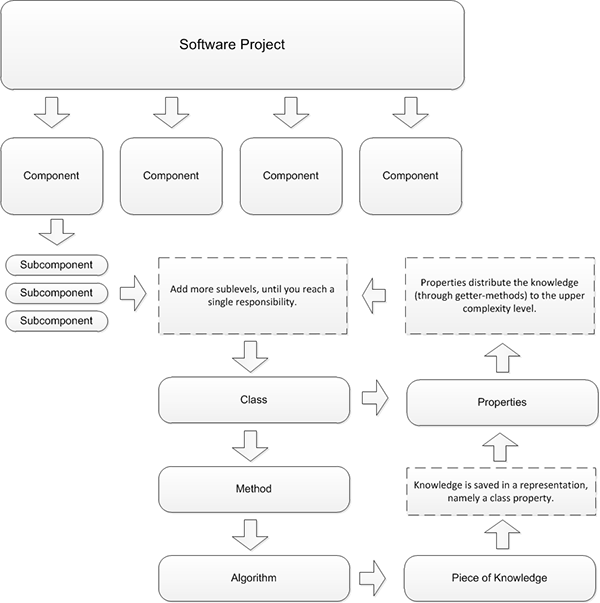 Software Project
Component
Component
Component
Component
Subcomponent
Subcomponent
Subcomponent
Add more sublevels, until you reach a
single responsibility.
Properties distribute the knowledge
(through getter-methods) to the upper
complexity level.
Class
Properties
Method
Knowledge is saved in a representation,
namely a class property.
Algorithm
Piece of Knowledge